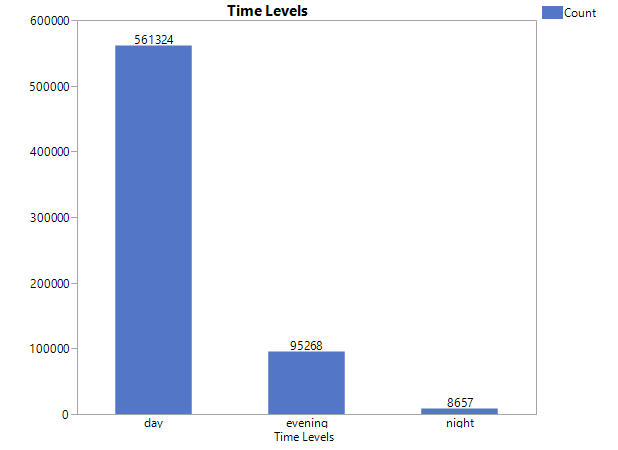 Time Levels
Count
600000
500000
400000
300000
200000
100000
0
561324
95268
8657
day
evening
night
Time Levels